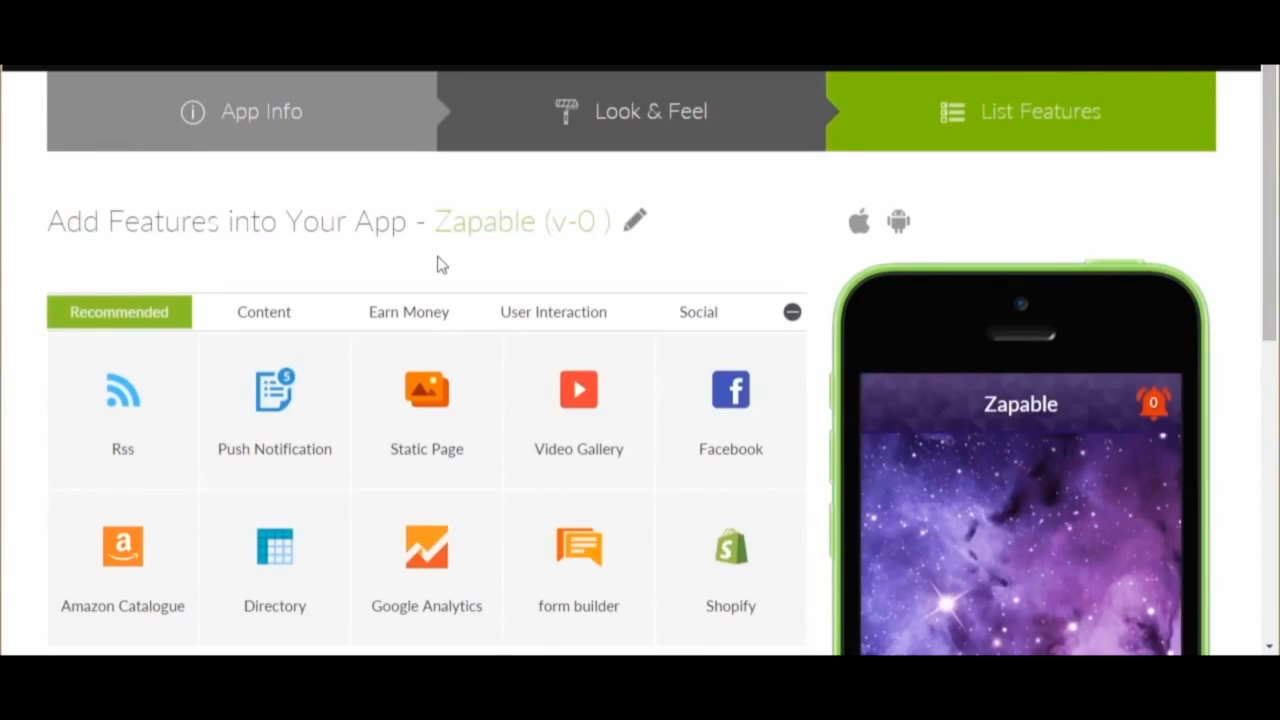 App Info
Look & Feel
List Features
Add Features into Your App - Zapable (v-0 )
Recommended
Content
Earn Money
User Interaction
Social
5
f
Rss
Push Notification
Static Page
Video Gallery
Facebook
a
S
Amazon Catalogue
Directory
Google Analytics
form builder
Shopify
Zapable
0